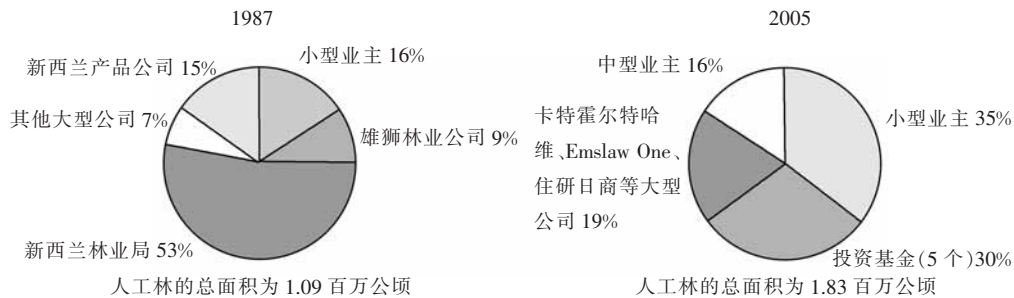 1987
新西兰产品公司 15%
小型业主 16%
其他大型公司 7%
雄狮林业公司 9%
新西兰林业局 53%
人工林的总面积为 1.09 百万公顷
2005
中型业主 16%
小型业主 35%
卡特霍尔特哈
维、Emslaw One、
住研日商等大型
公司 19%
投资基金(5 个)30%
人工林的总面积为 1.83 百万公顷